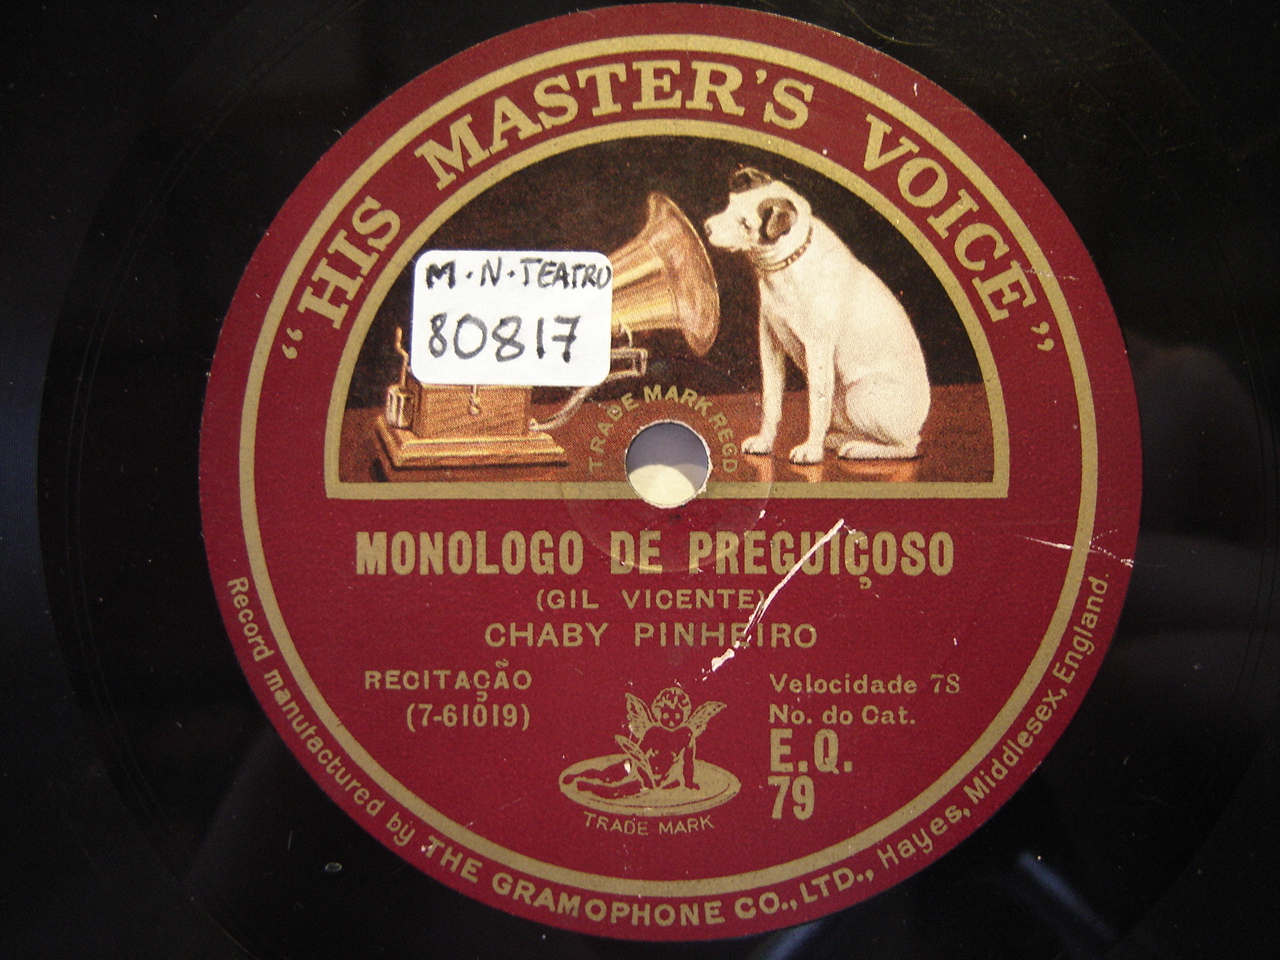 “HIS MASTER'S VOICE”
M.N.TEATRO
80817
TRADE MARK REGD
MONOLOGO DE PREGUIÇOSO
(GIL VICENTE)
CHABY PINHEIRO
RECITAÇÃO
(7-61019)
Velocidade 78
No. do Cat.
E.Q.
79
TRADE MARK
Record manufactured by THE GRAMOPHONE CO., LTD., Hayes, Middlesex, England.